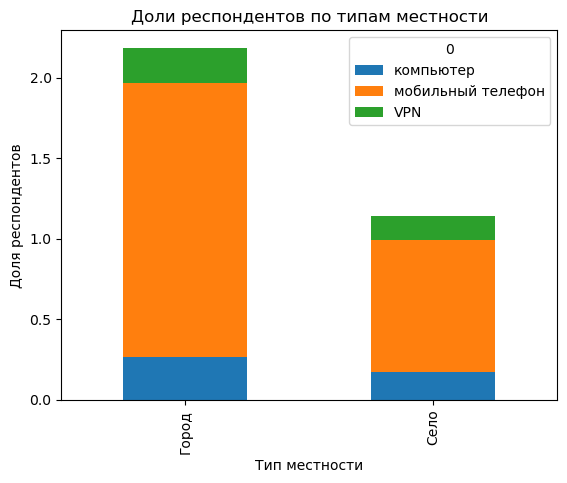 Доли респондентов по типам местности
0
компьютер
мобильный телефон
VPN
Доля респондентов
2.0
1.5
1.0
0.5
0.0
Город
Село
Тип местности